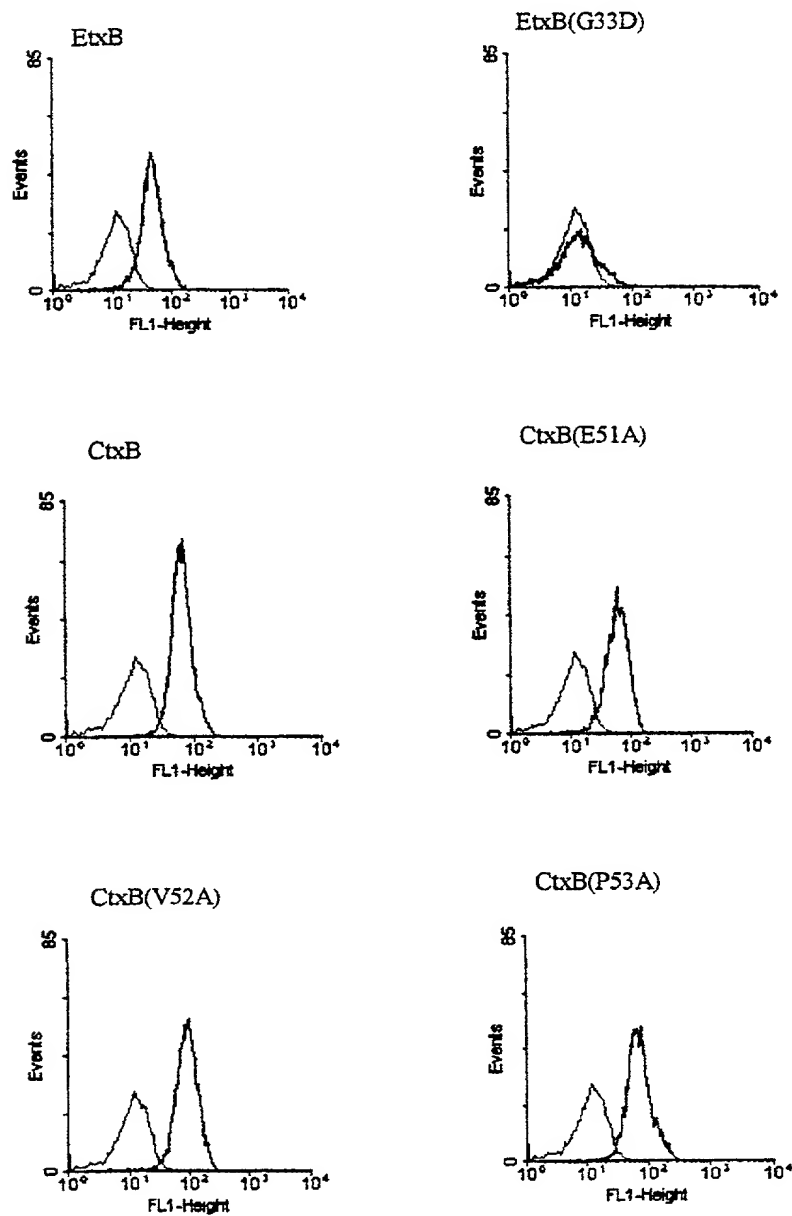 EtxB
85
Events
0
10⁰ 10¹ 10² 10³ 10⁴
FL1-Height
EtxB(G33D)
85
Events
0
10⁰ 10¹ 10² 10³ 10⁴
FL1-Height
CtxB
85
Events
0
10⁰ 10¹ 10² 10³ 10⁴
FL1-Height
CtxB(E51A)
85
Events
0
10⁰ 10¹ 10² 10³ 10⁴
FL1-Height
CtxB(V52A)
85
Events
0
10⁰ 10¹ 10² 10³ 10⁴
FL1-Height
CtxB(P53A)
85
Events
0
10⁰ 10¹ 10² 10³ 10⁴
FL1-Height